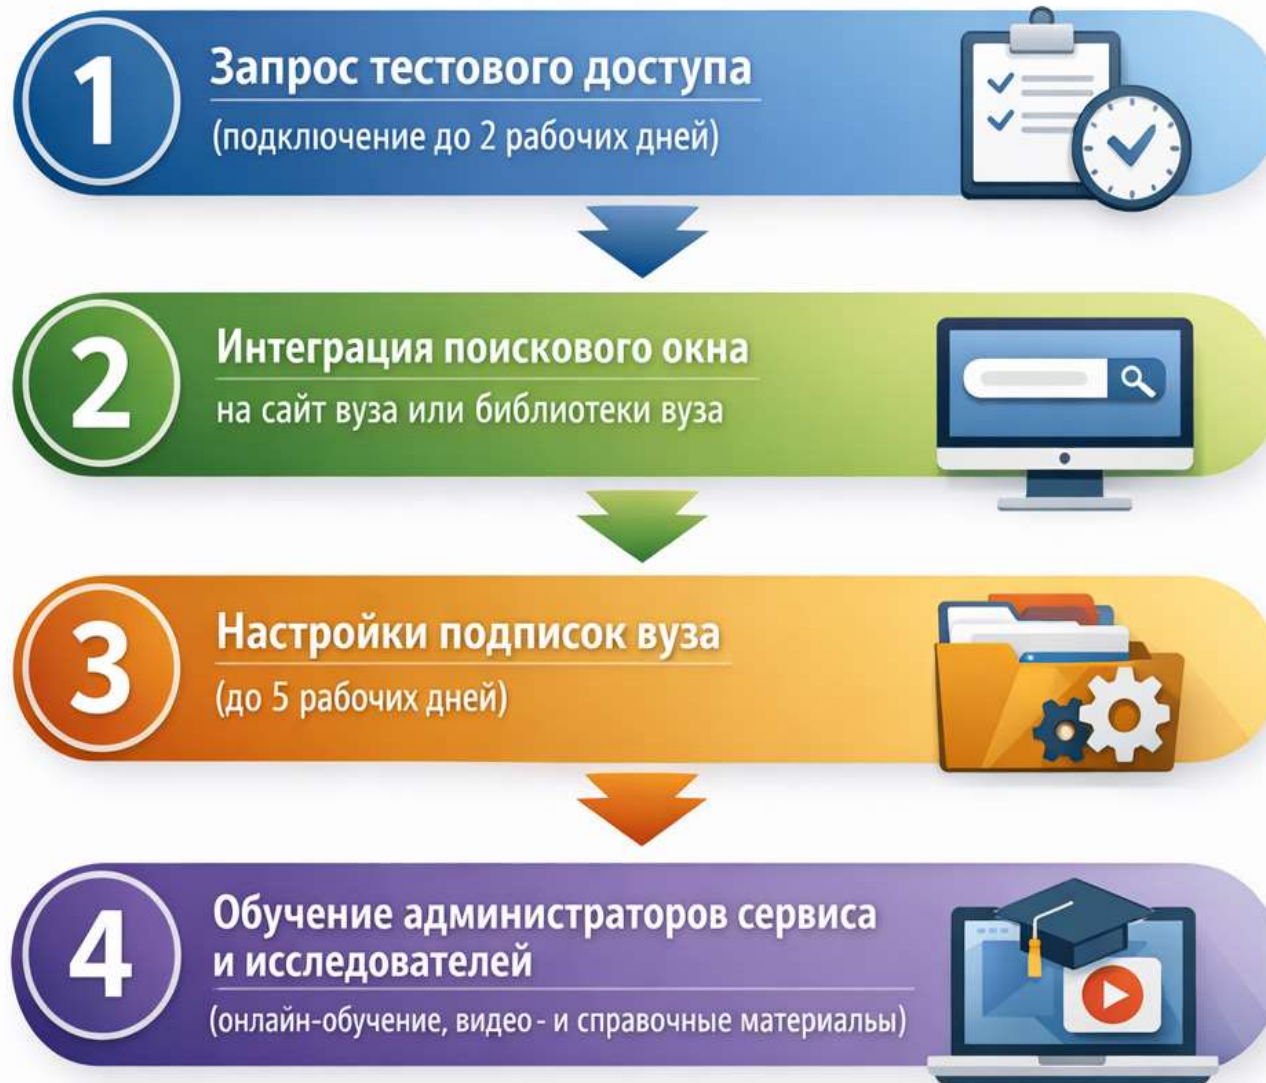 1
Запрос тестового доступа
(подключение до 2 рабочих дней)
2
Интеграция поискового окна
на сайт вуза или библиотеки вуза
3
Настройки подписок вуза
(до 5 рабочих дней)
4
Обучение администраторов сервиса
и исследователей
(онлайн-обучение, видео - и справочные материальы)